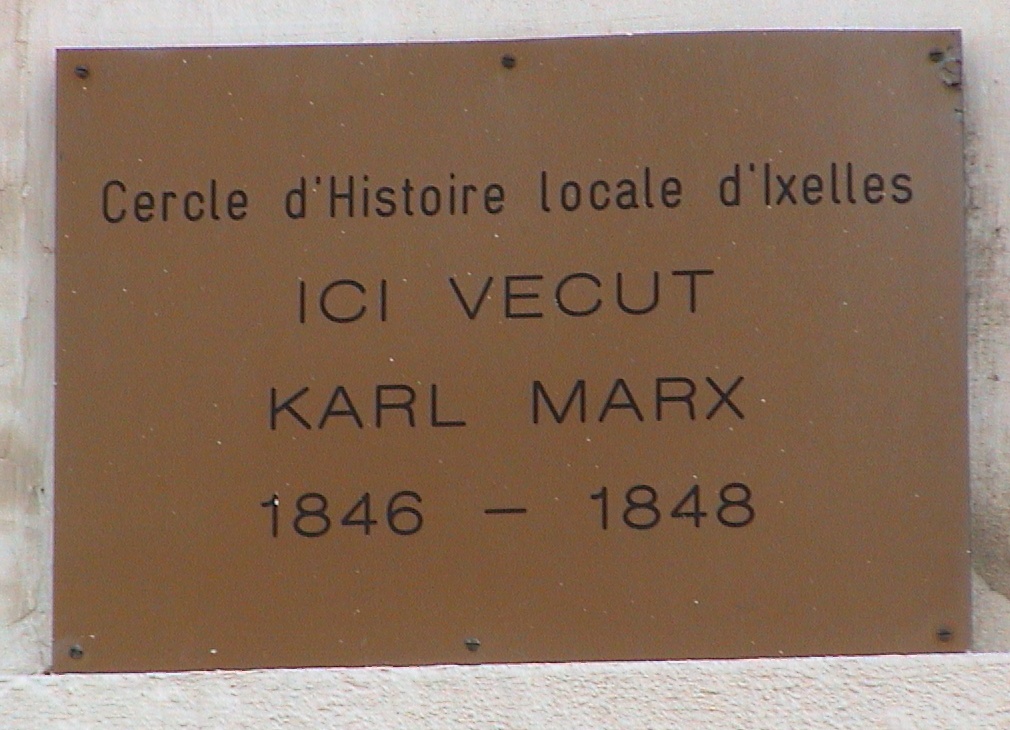 Cercle d'Histoire locale d'Ixelles
ICI VECUT
KARL MARX
1846 - 1848